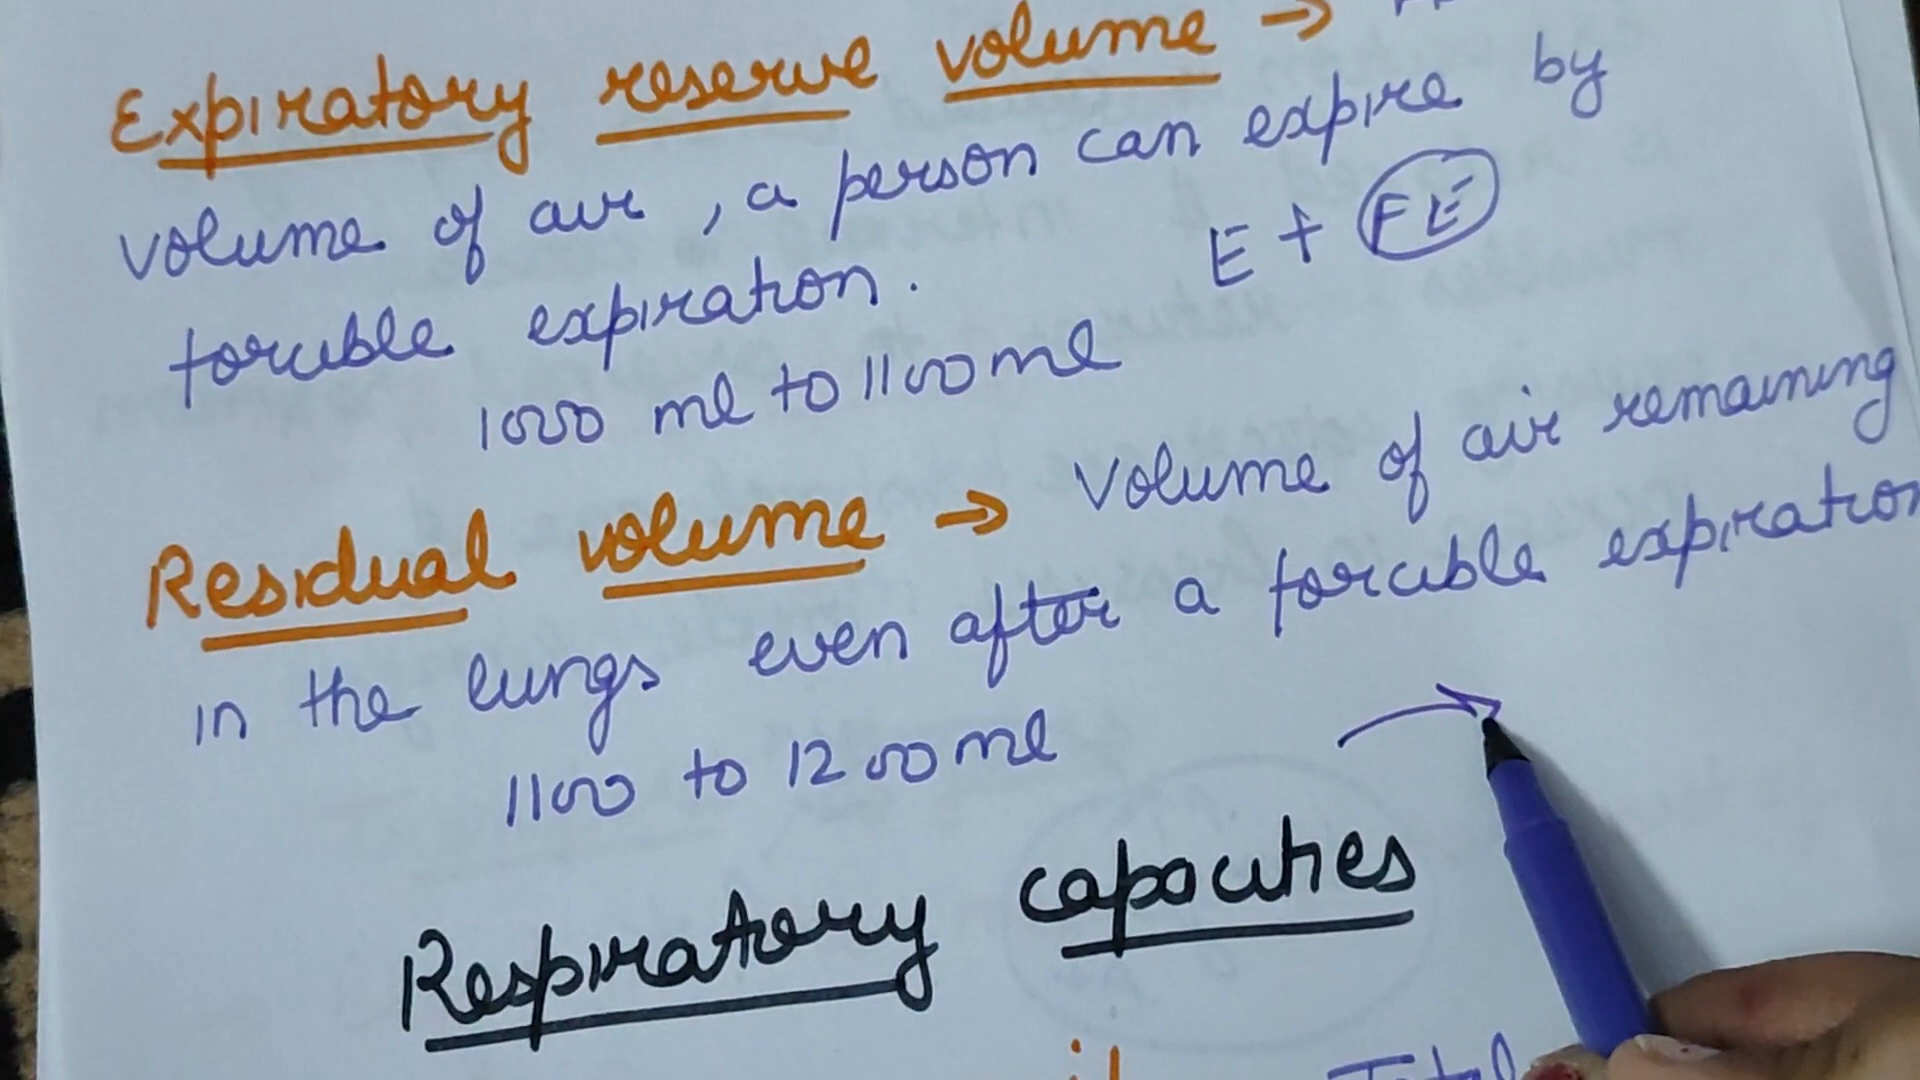 Expiratory reserve volume →
volume of air, a person can expire by
forcible expiration.
E + FE
1000 ml to 1100 ml
Residual volume → Volume of air remaining
in the lungs even after a forcible expiration
1100 to 1200 ml
Respiratory capacities
Total